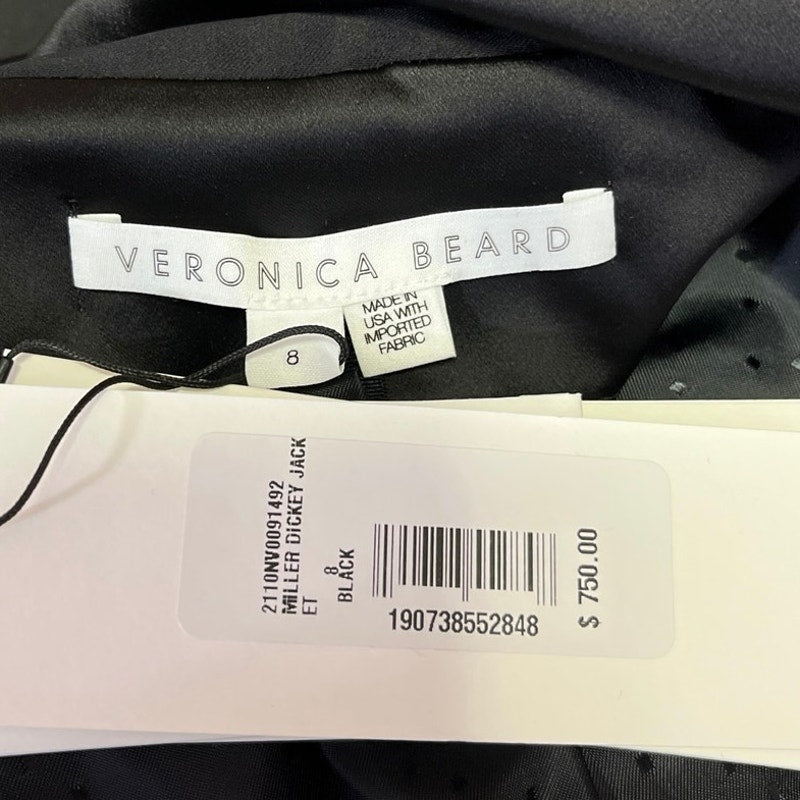 VERONICA BEARD
8
MADE IN
USA WITH
IMPORTED
FABRIC
2110NV0091492
MILLER DICKEY JACK
ET
8
BLACK
190738552848
$ 750.00